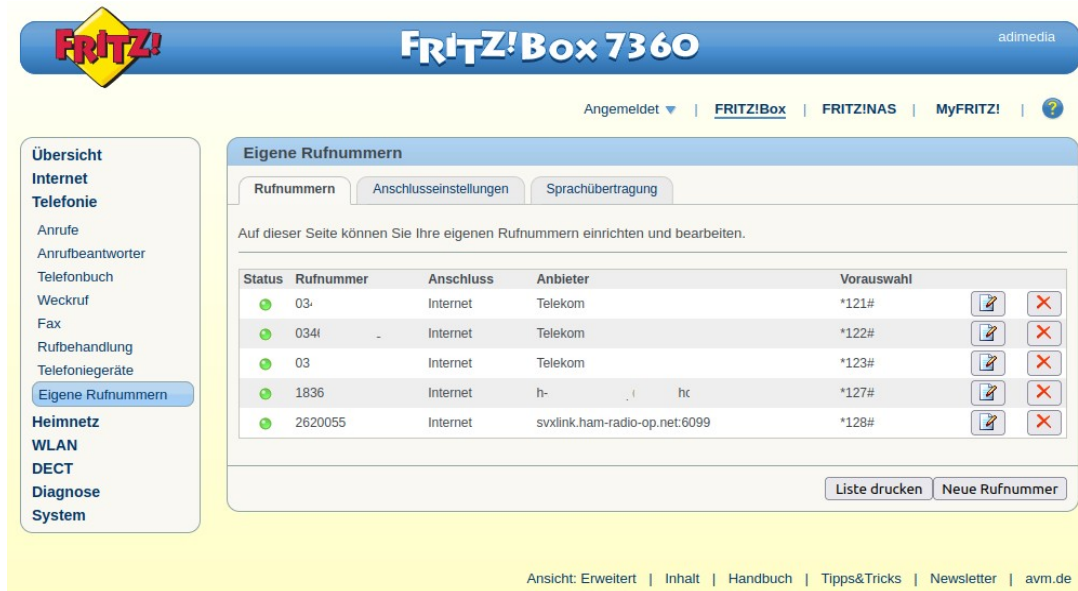 FRITZ!
FRITZ!Box 7360
adimedia
Angemeldet | FRITZ!Box | FRITZ!NAS | MyFRITZ! | ?
Übersicht
Internet
Telefonie
Anrufe
Anrufbeantworter
Telefonbuch
Weckruf
Fax
Rufbehandlung
Telefoniegeräte
Eigene Rufnummern
Heimnetz
WLAN
DECT
Diagnose
System
Eigene Rufnummern
Rufnummern Anschlusseinstellungen Sprachübertragung
Auf dieser Seite können Sie Ihre eigenen Rufnummern einrichten und bearbeiten.
Status Rufnummer Anschluss Anbieter Vorauswahl
Internet Telekom *121#
Internet Telekom *122#
03 Internet Telekom *123#
1836 Internet *127#
2620055 Internet svxlink.ham-radio-op.net:6099 *128#
Liste drucken Neue Rufnummer
Ansicht: Erweitert | Inhalt | Handbuch | Tipps&Tricks | Newsletter | avm.de